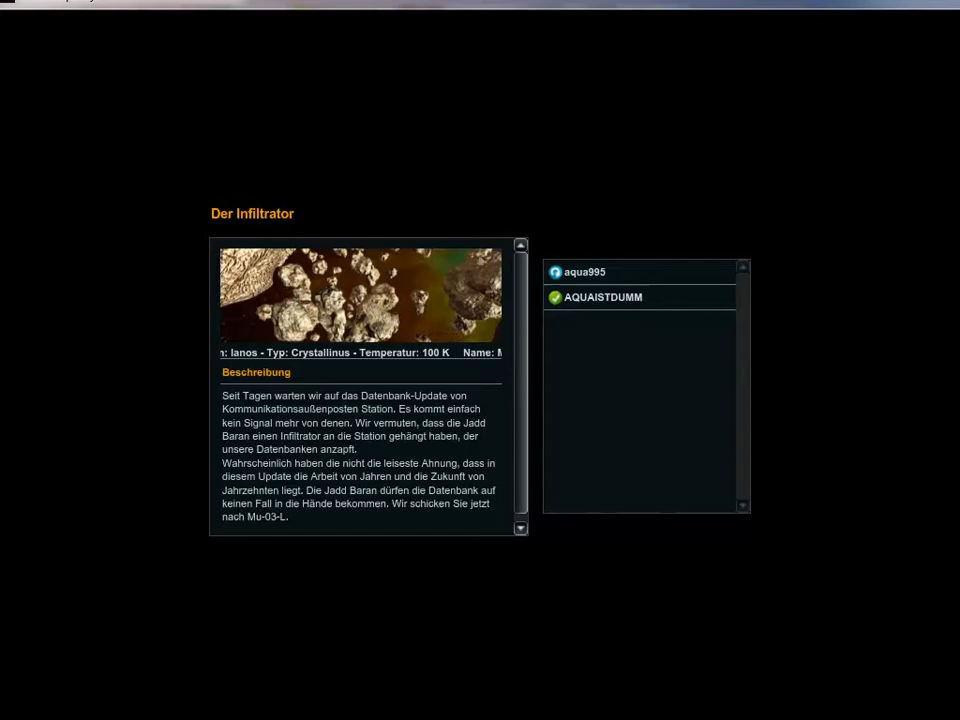 Der Infiltrator
Ianos - Typ: Crystallinus - Temperatur: 100 K Name:
Beschreibung
Seit Tagen warten wir auf das Datenbank-Update von
Kommunikationsaußenposten Station. Es kommt einfach
kein Signal mehr von denen. Wir vermuten, dass die Jadd
Baran einen Infiltrator an die Station gehängt haben, der
unsere Datenbanken anzapft.
Wahrscheinlich haben die nicht die leiseste Ahnung, dass in
diesem Update die Arbeit von Jahren und die Zukunft von
Jahrzehnten liegt. Die Jadd Baran dürfen die Datenbank auf
keinen Fall in die Hände bekommen. Wir schicken Sie jetzt
nach Mu-03-L.
aqua995
AQUAISTDUMM